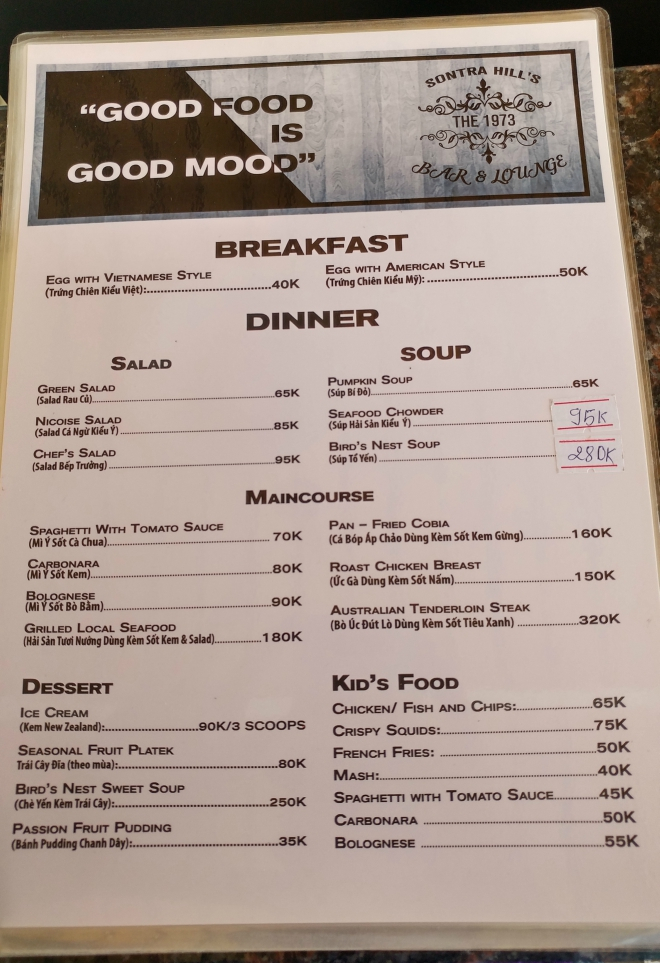 “GOOD FOOD
IS
GOOD MOOD”
SONTRA HILL'S
THE 1973
BAR & LOUNGE
BREAKFAST
EGG WITH VIETNAMESE STYLE
(Trứng Chiên Kiểu Việt):..........40K
EGG WITH AMERICAN STYLE
(Trứng Chiên Kiểu Mỹ): ..........50K
DINNER
SALAD
GREEN SALAD
(Salad Rau Củ)..........65K
NICOISE SALAD
(Salad Cá Ngừ Kiểu Ý)..........85K
CHEF'S SALAD
(Salad Bếp Trưởng)..........95K
SOUP
PUMPKIN SOUP
(Súp Bí Đỏ)..........65K
SEAFOOD CHOWDER
(Súp Hải Sản Kiểu Ý)..........95K
BIRD'S NEST SOUP
(Súp Tổ Yến)..........280K
MAINCOURSE
SPAGHETTI WITH TOMATO SAUCE
(Mì Ý Sốt Cà Chua)..........70K
CARBONARA
(Mì Ý Sốt Kem)..........80K
BOLOGNESE
(Mì Ý Sốt Bò Bằm)..........90K
GRILLED LOCAL SEAFOOD
(Hải Sản Tươi Nướng Dùng Kèm Sốt Kem & Salad)..........180K
PAN – FRIED COBIA
(Cá Bóp Áp Chảo Dùng Kèm Sốt Kem Gừng)..........160K
ROAST CHICKEN BREAST
(Ức Gà Dùng Kèm Sốt Nấm)..........150K
AUSTRALIAN TENDERLOIN STEAK
(Bò Úc Đút Lò Dùng Kèm Sốt Tiêu Xanh) ..........320K
DESSERT
ICE CREAM
(Kem New Zealand):..........90K/3 SCOOPS
SEASONAL FRUIT PLATEK
Trái Cây Đĩa (theo mùa):..........80K
BIRD'S NEST SWEET SOUP
(Chè Yến Kèm Trái Cây):..........250K
PASSION FRUIT PUDDING
(Bánh Pudding Chanh Dây):..........35K
KID'S FOOD
CHICKEN/ FISH AND CHIPS:..........65K
CRISPY SQUIDS:..........75K
FRENCH FRIES: ..........50K
MASH:..........40K
SPAGHETTI WITH TOMATO SAUCE..........45K
CARBONARA ..........50K
BOLOGNESE ..........55K